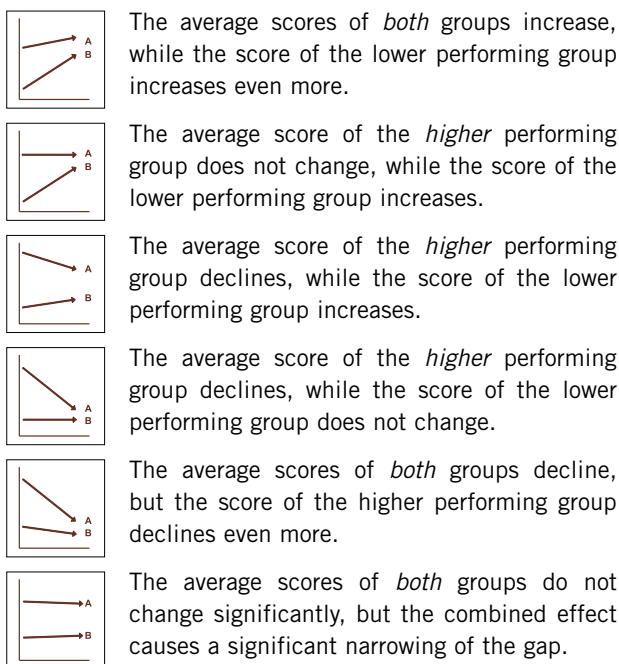 The average scores of both groups increase,
A
B
while the score of the lower performing group
increases even more.
The average score of the higher performing
A
B
group does not change, while the score of the
lower performing group increases.
The average score of the higher performing
A
B
group declines, while the score of the lower
performing group increases.
The average score of the higher performing
A
B
group declines, while the score of the lower
performing group does not change.
The average scores of both groups decline,
A
B
but the score of the higher performing group
declines even more.
The average scores of both groups do not
A
B
change significantly, but the combined effect
causes a significant narrowing of the gap.